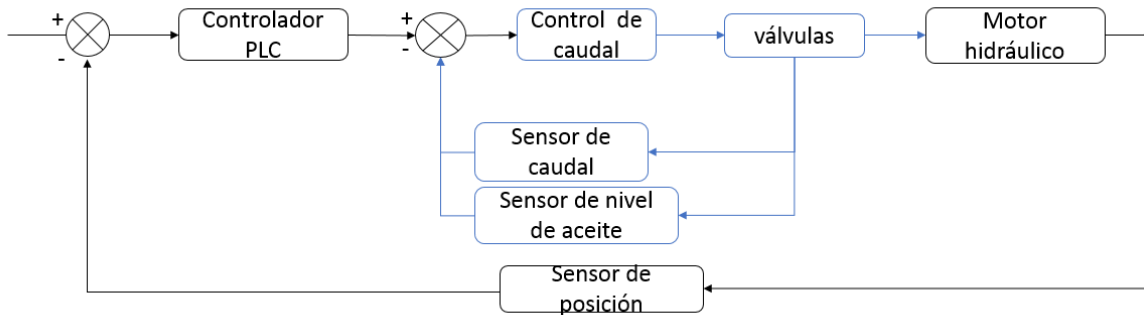 +
-
Controlador
PLC
+
-
Control de
caudal
válvulas
Motor
hidráulico
Sensor de
caudal
Sensor de nivel
de aceite
Sensor de
posición